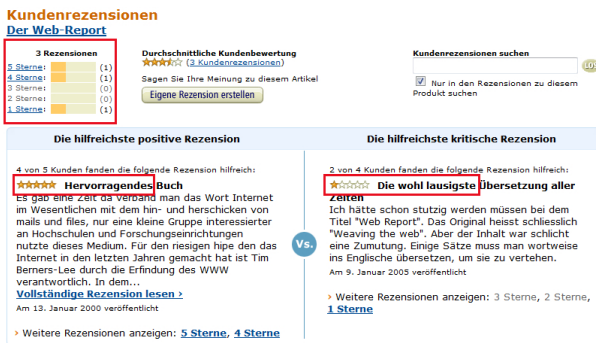 Kundenrezensionen
Der Web-Report
3 Rezensionen
5 Sterne: (1)
4 Sterne: (1)
3 Sterne: (0)
2 Sterne: (0)
1 Sterne: (1)
Durchschnittliche Kundenbewertung
(3 Kundenrezensionen)
Sagen Sie Ihre Meinung zu diesem Artikel
Eigene Rezension erstellen
Kundenrezensionen suchen
Nur in den Rezensionen zu diesem
Produkt suchen
Die hilfreichste positive Rezension
4 von 5 Kunden fanden die folgende Rezension hilfreich:
Hervorragendes Buch
Es gab eine Zeit da verband man das Wort Internet
im Wesentlichen mit dem hin- und herschicken von
mails und files, nur eine kleine Gruppe interessierter
an Hochschulen und Forschungseinrichtungen
nutzte dieses Medium. Für den riesigen hipe den das
Internet in den letzten Jahren gemacht hat ist Tim
Berners-Lee durch die Erfindung des WWW
verantwortlich. In dem...
Vollständige Rezension lesen ›
Am 13. Januar 2000 veröffentlicht
› Weitere Rezensionen anzeigen: 5 Sterne, 4 Sterne
Vs.
Die hilfreichste kritische Rezension
2 von 4 Kunden fanden die folgende Rezension hilfreich:
Die wohl lausigste Übersetzung aller
Zeiten
Ich hätte schon stutzig werden müssen bei dem
Titel "Web Report". Das Original heisst schliesslich
"Weaving the web". Aber der Inhalt war schlicht
eine Zumutung. Einige Sätze muss man wortweise
ins Englische übersetzen, um sie zu vertehen.
Am 9. Januar 2005 veröffentlicht
› Weitere Rezensionen anzeigen: 3 Sterne, 2 Sterne,
1 Sterne